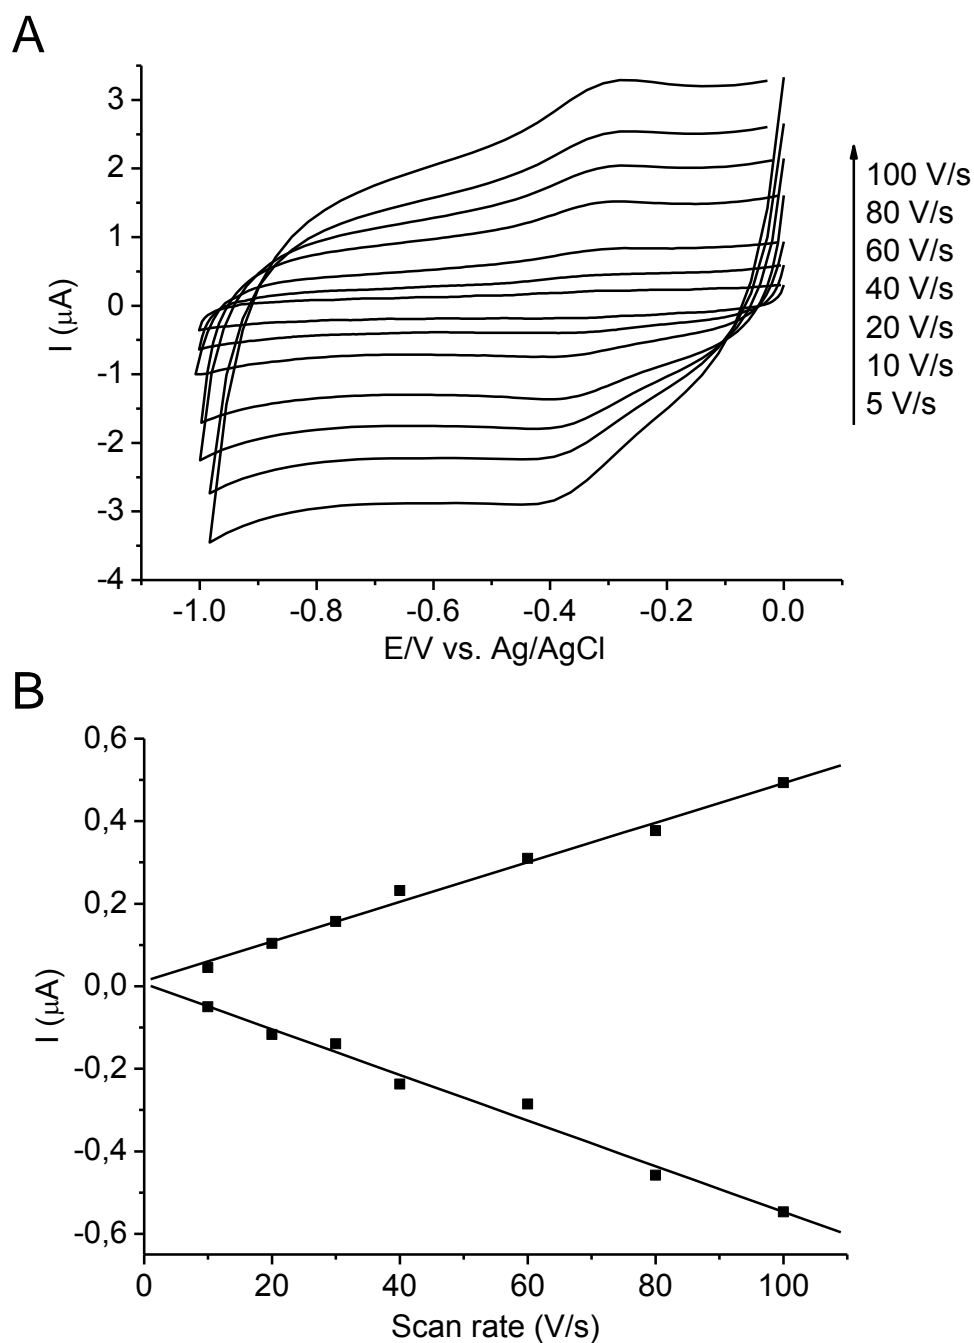 A
3
2
1
0
-1
-2
-3
-4
I (μA)
-1.0 -0.8 -0.6 -0.4 -0.2 0.0
E/V vs. Ag/AgCl
100 V/s
80 V/s
60 V/s
40 V/s
20 V/s
10 V/s
5 V/s
B
0,6
0,4
0,2
0,0
-0,2
-0,4
-0,6
I (μA)
0 20 40 60 80 100
Scan rate (V/s)